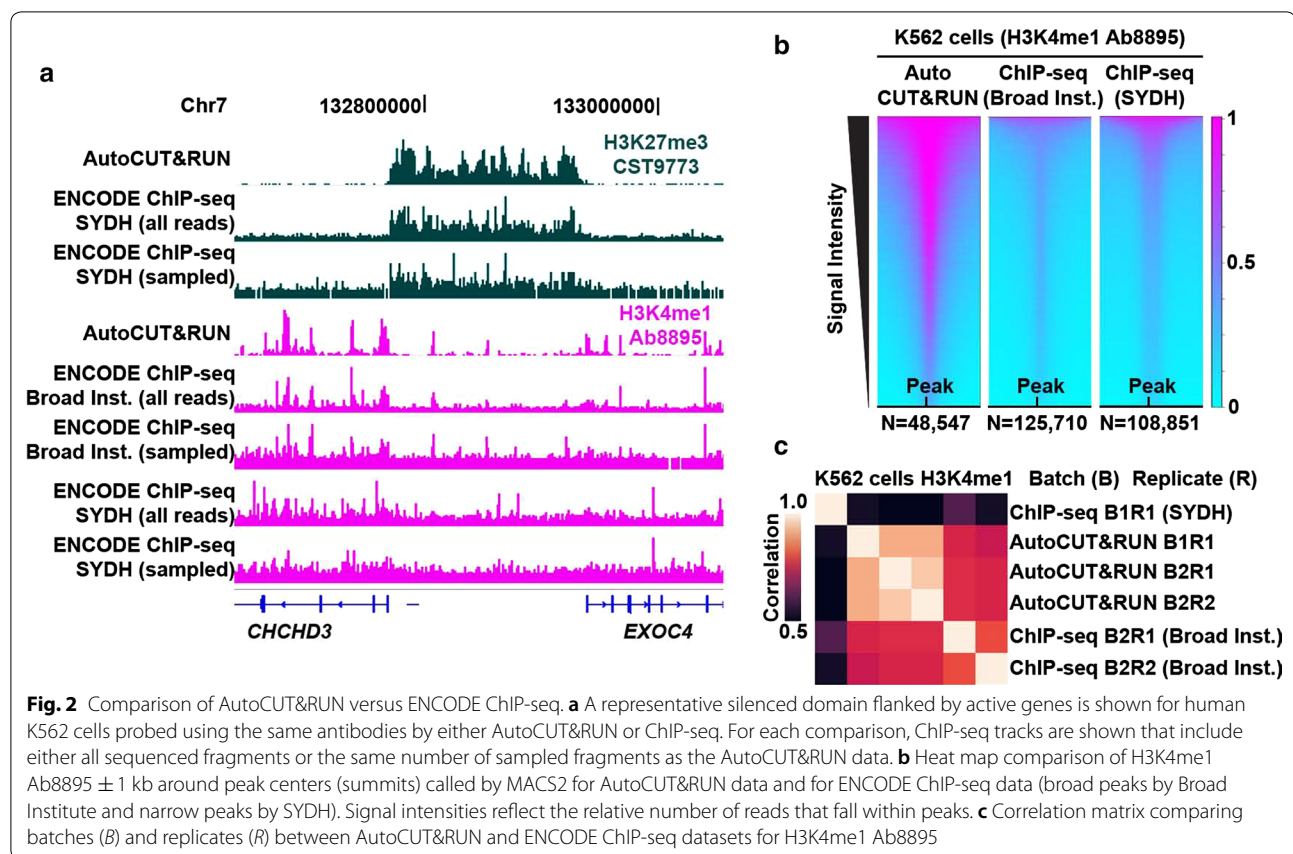 a
Chr7 132800000 133000000
AutoCUT&RUN
H3K27me3
CST9773
ENCODE ChIP-seq
SYDH (all reads)
ENCODE ChIP-seq
SYDH (sampled)
AutoCUT&RUN
H3K4me1
Ab8895
ENCODE ChIP-seq
Broad Inst. (all reads)
ENCODE ChIP-seq
Broad Inst. (sampled)
ENCODE ChIP-seq
SYDH (all reads)
ENCODE ChIP-seq
SYDH (sampled)
CHCHD3 EXOC4
b
K562 cells (H3K4me1 Ab8895)
Auto ChIP-seq ChIP-seq
CUT&RUN (Broad Inst.) (SYDH)
Signal Intensity
1
0.5
0
Peak Peak Peak
N=48,547 N=125,710 N=108,851
c
K562 cells H3K4me1 Batch (B) Replicate (R)
1.0
Correlation
0.5
ChIP-seq B1R1 (SYDH)
AutoCUT&RUN B1R1
AutoCUT&RUN B2R1
AutoCUT&RUN B2R2
ChIP-seq B2R1 (Broad Inst.)
ChIP-seq B2R2 (Broad Inst.)
Fig. 2 Comparison of AutoCUT&RUN versus ENCODE ChIP-seq. a A representative silenced domain flanked by active genes is shown for human
K562 cells probed using the same antibodies by either AutoCUT&RUN or ChIP-seq. For each comparison, ChIP-seq tracks are shown that include
either all sequenced fragments or the same number of sampled fragments as the AutoCUT&RUN data. b Heat map comparison of H3K4me1
Ab8895 ± 1 kb around peak centers (summits) called by MACS2 for AutoCUT&RUN data and for ENCODE ChIP-seq data (broad peaks by Broad
Institute and narrow peaks by SYDH). Signal intensities reflect the relative number of reads that fall within peaks. c Correlation matrix comparing
batches (B) and replicates (R) between AutoCUT&RUN and ENCODE ChIP-seq datasets for H3K4me1 Ab8895